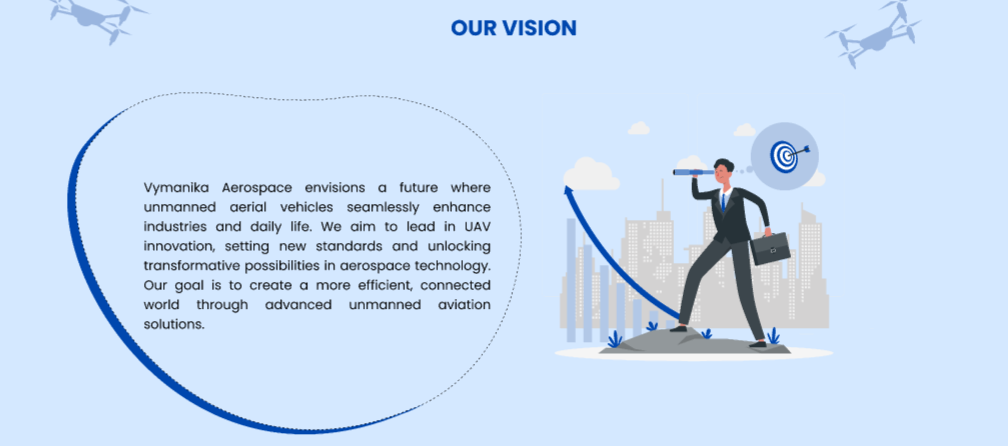 OUR VISION
Vymanika Aerospace envisions a future where
unmanned aerial vehicles seamlessly enhance
industries and daily life. We aim to lead in UAV
innovation, setting new standards and unlocking
transformative possibilities in aerospace technology.
Our goal is to create a more efficient, connected
world through advanced unmanned aviation
solutions.